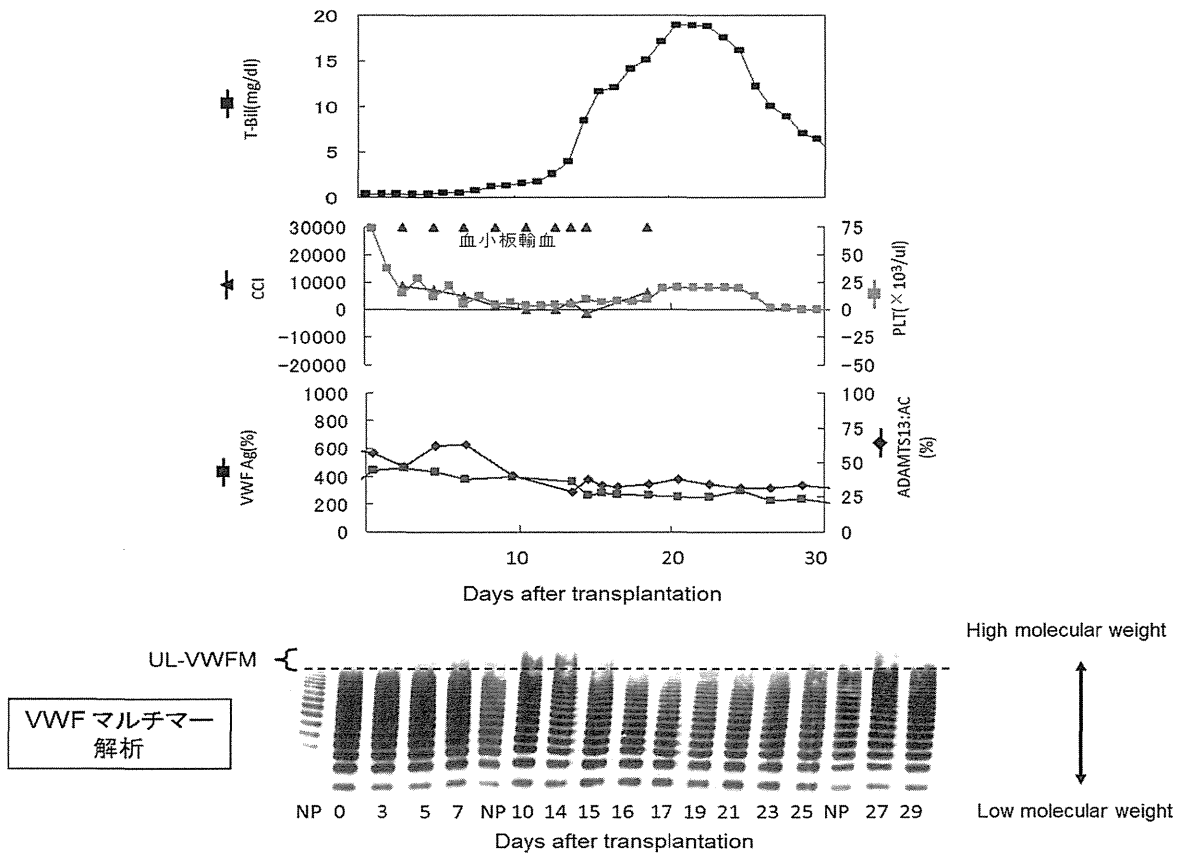 20
15
10
5
0
T-Bil(mg/dl)
30000
20000
10000
0
−10000
−20000
CCI
血小板輸血
75
50
25
0
−25
−50
PLT(×10³/ul)
1000
800
600
400
200
0
VWF Ag(%)
100
75
50
25
0
ADAMTS13:AC
(%)
10 20 30
Days after transplantation
UL-VWFM
High molecular weight
VWF マルチマー
解析
NP 0 3 5 7 NP 10 14 15 16 17 19 21 23 25 NP 27 29
Low molecular weight
Days after transplantation